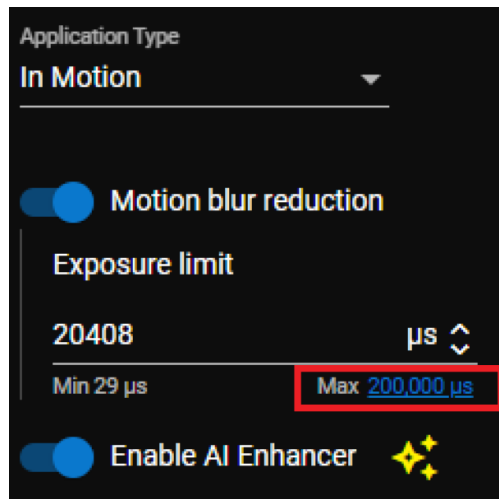 Application Type
In Motion
Motion blur reduction
Exposure limit
20408 µs
Min 29 µs Max 200,000 µs
Enable AI Enhancer